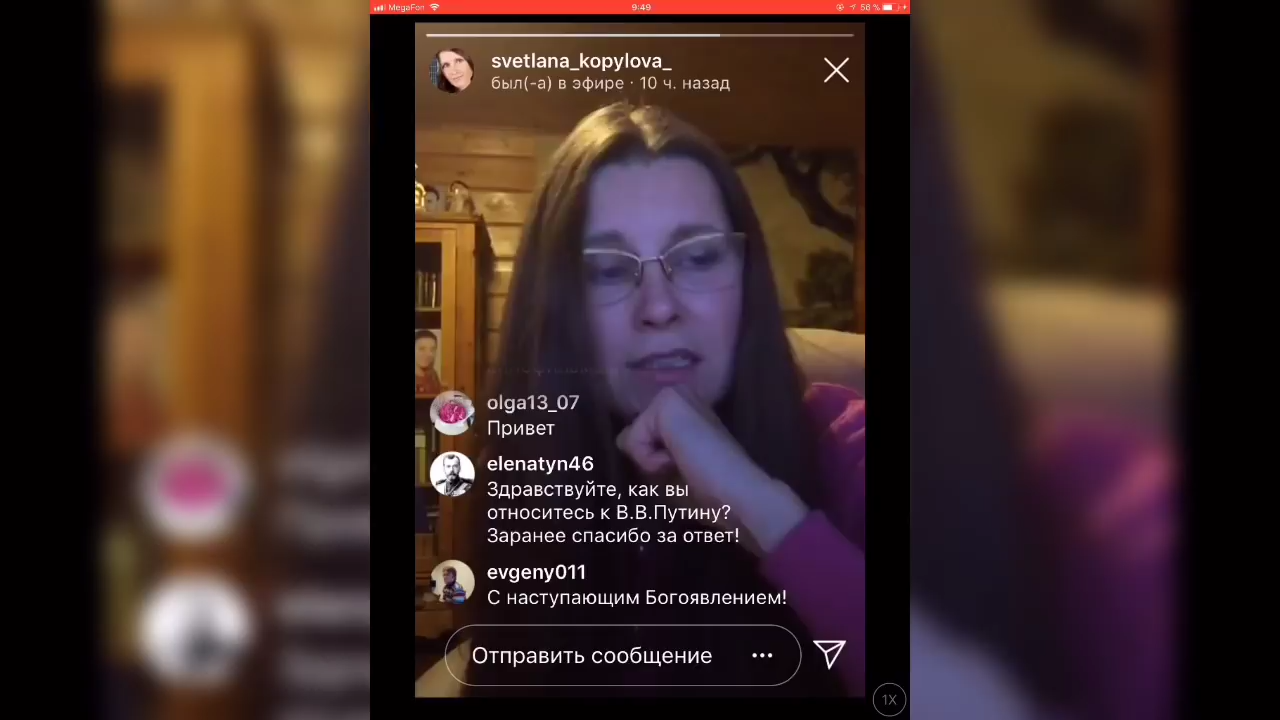 MegaFon
9:49
58 %
svetlana_kopylova_
был(-а) в эфире · 10 ч. назад
olga13_07
Привет
elenatyn46
Здравствуйте, как вы
относитесь к В.В.Путину?
Заранее спасибо за ответ!
evgeny011
С наступающим Богоявлением!
Отправить сообщение
1X